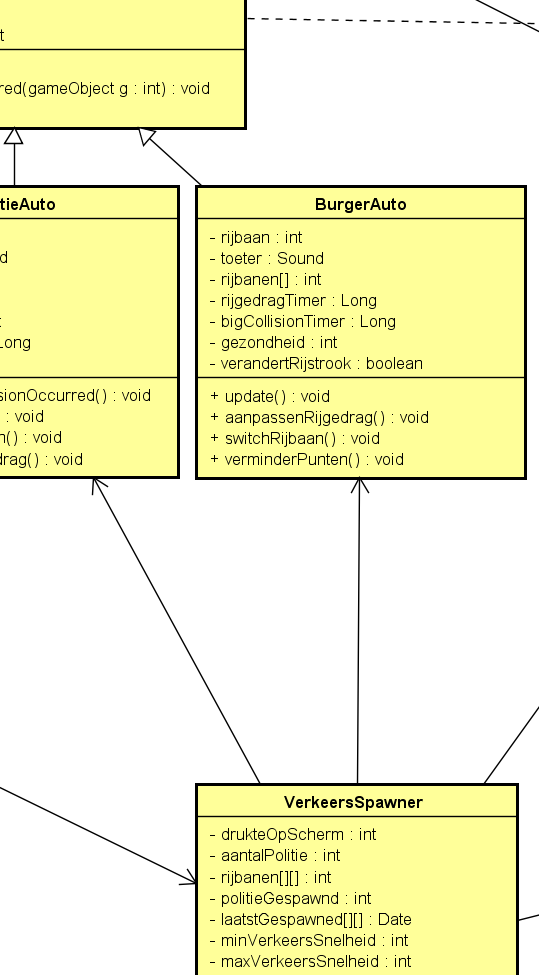 t
red(gameObject g : int) : void
tieAuto
d
t
Long
sionOccurred() : void
) : void
n() : void
drag() : void
BurgerAuto
- rijbaan : int
- toeter : Sound
- rijbanen[] : int
- rijgedragTimer : Long
- bigCollisionTimer : Long
- gezondheid : int
- verandertRijstrook : boolean
+ update() : void
+ aanpassenRijgedrag() : void
+ switchRijbaan() : void
+ verminderPunten() : void
VerkeersSpawner
- drukteOpScherm : int
- aantalPolitie : int
- rijbanen[][] : int
- politieGespawnd : int
- laatstGespawned[][] : Date
- minVerkeersSnelheid : int
- maxVerkeersSnelheid : int